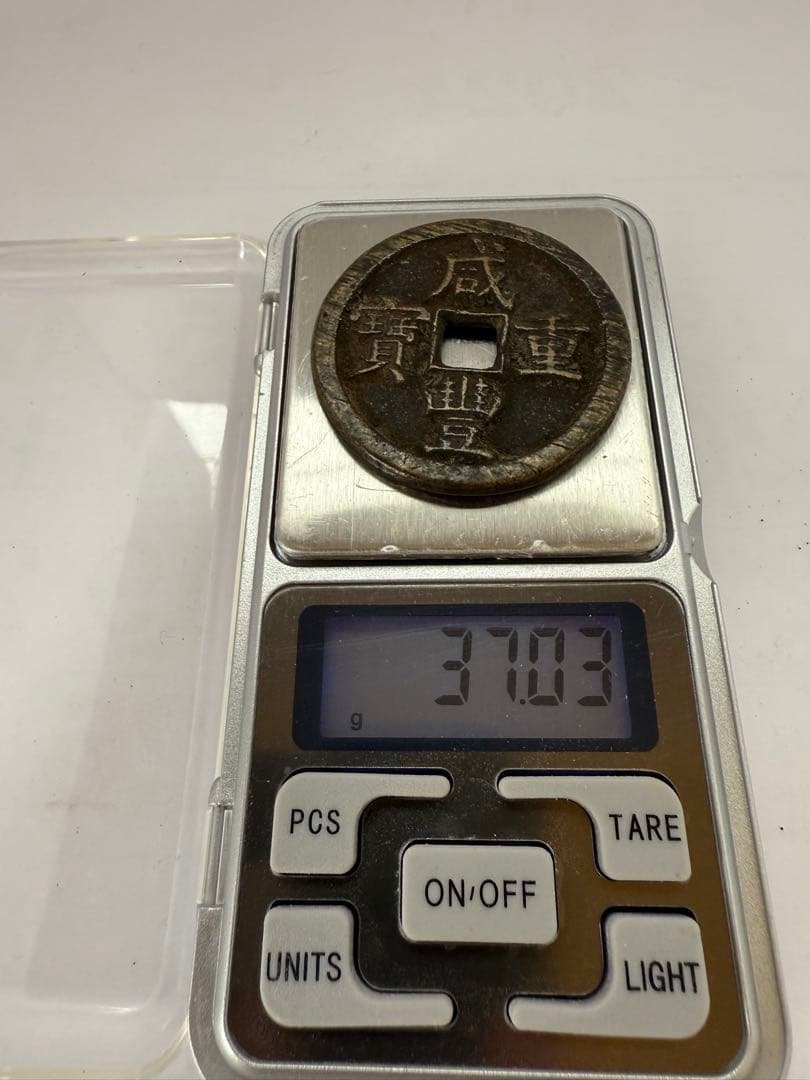 咸豐重寶
37.03
g
PCS
TARE
ON/OFF
UNITS
LIGHT